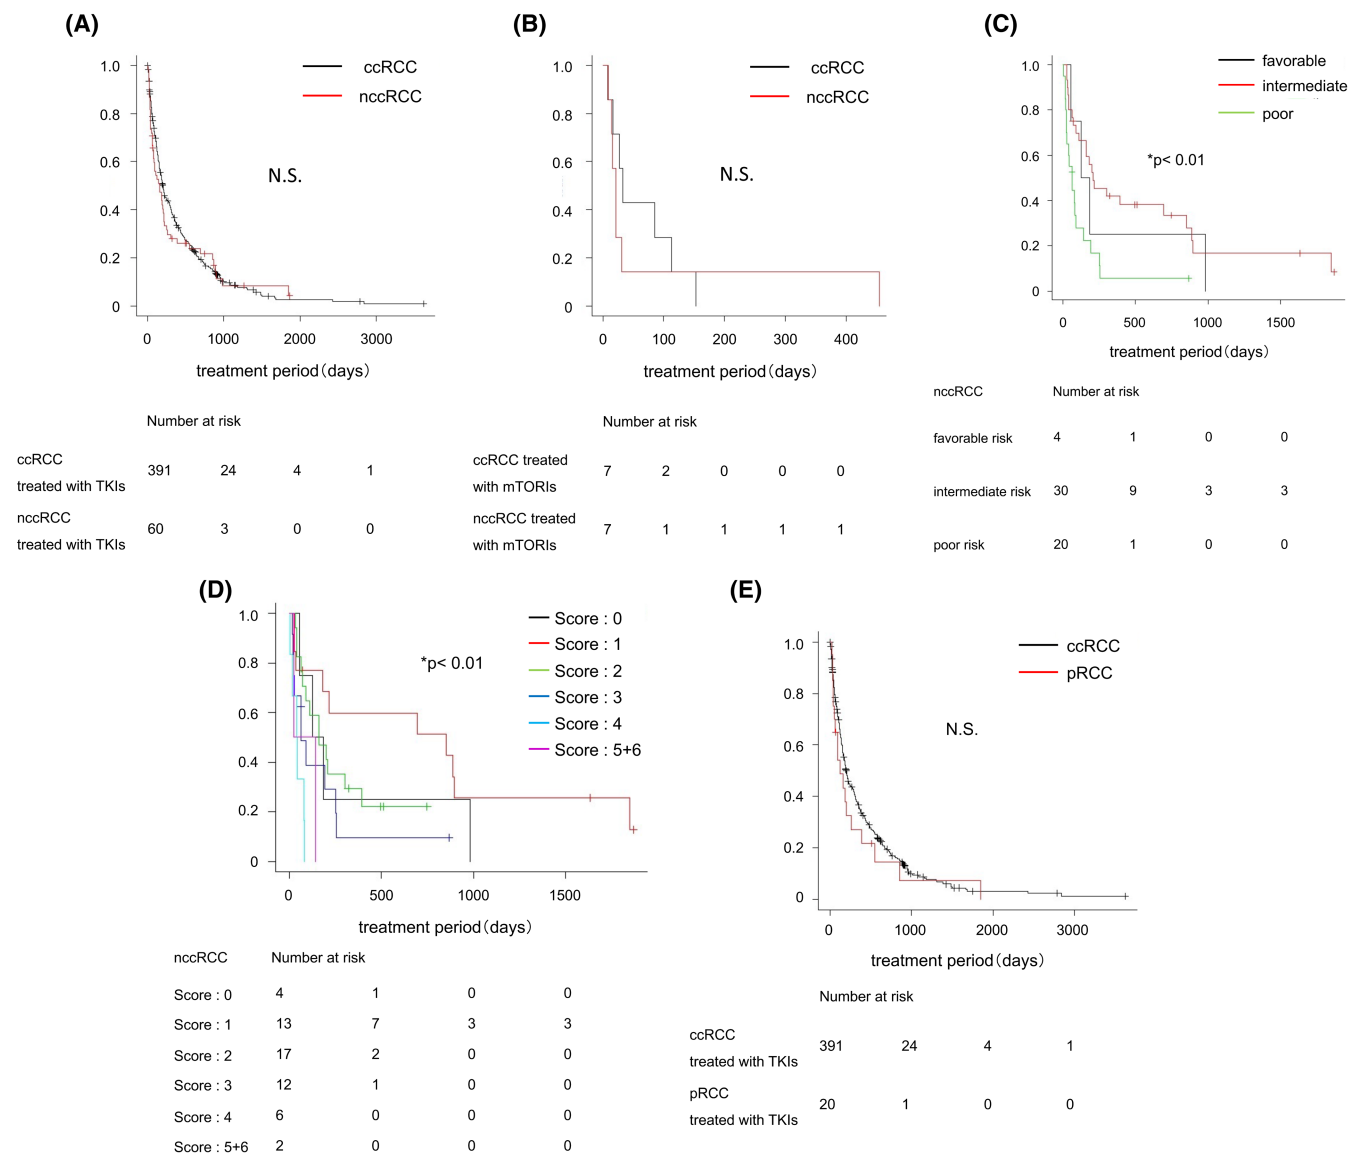 (A)
1.0
0.8
0.6
0.4
0.2
0
ccRCC
nccRCC
N.S.
0 1000 2000 3000
treatment period(days)
Number at risk
ccRCC
treated with TKIs
391 24 4 1
nccRCC
treated with TKIs
60 3 0 0
(B)
1.0
0.8
0.6
0.4
0.2
0
ccRCC
nccRCC
N.S.
0 100 200 300 400
treatment period(days)
Number at risk
ccRCC treated
with mTORIs
7 2 0 0 0
nccRCC treated
with mTORIs
7 1 1 1 1
(C)
1.0
0.8
0.6
0.4
0.2
0
favorable
intermediate
poor
*p< 0.01
0 500 1000 1500
treatment period(days)
nccRCC Number at risk
favorable risk 4 1 0 0
intermediate risk 30 9 3 3
poor risk 20 1 0 0
(D)
1.0
0.8
0.6
0.4
0.2
0
*p< 0.01
Score : 0
Score : 1
Score : 2
Score : 3
Score : 4
Score : 5+6
0 500 1000 1500
treatment period(days)
nccRCC Number at risk
Score : 0 4 1 0 0
Score : 1 13 7 3 3
Score : 2 17 2 0 0
Score : 3 12 1 0 0
Score : 4 6 0 0 0
Score : 5+6 2 0 0 0
(E)
1.0
0.8
0.6
0.4
0.2
0
ccRCC
pRCC
N.S.
0 1000 2000 3000
treatment period(days)
Number at risk
ccRCC
treated with TKIs
391 24 4 1
pRCC
treated with TKIs
20 1 0 0